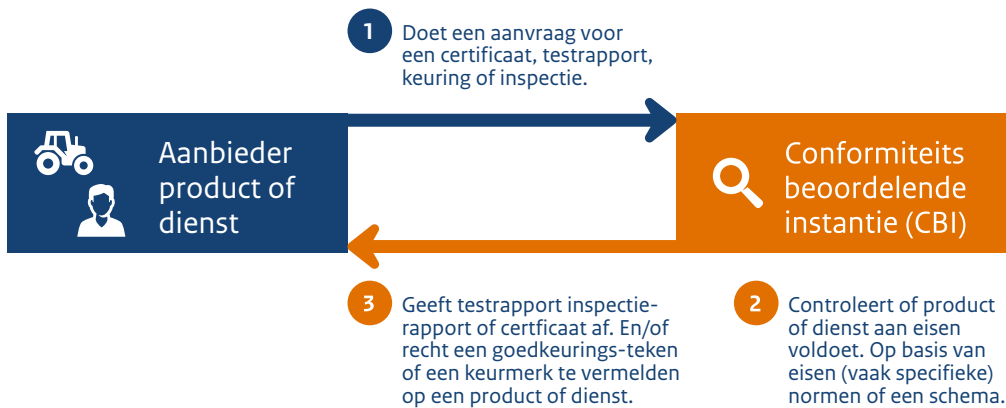 1
Doet een aanvraag voor
een certificaat, testrapport,
keuring of inspectie.
Aanbieder
product of
dienst
Conformiteits
beoordelende
instantie (CBI)
3
Geeft testrapport inspectie-
rapport of certficaat af. En/of
recht een goedkeurings-teken
of een keurmerk te vermelden
op een product of dienst.
2
Controleert of product
of dienst aan eisen
voldoet. Op basis van
eisen (vaak specifieke)
normen of een schema.